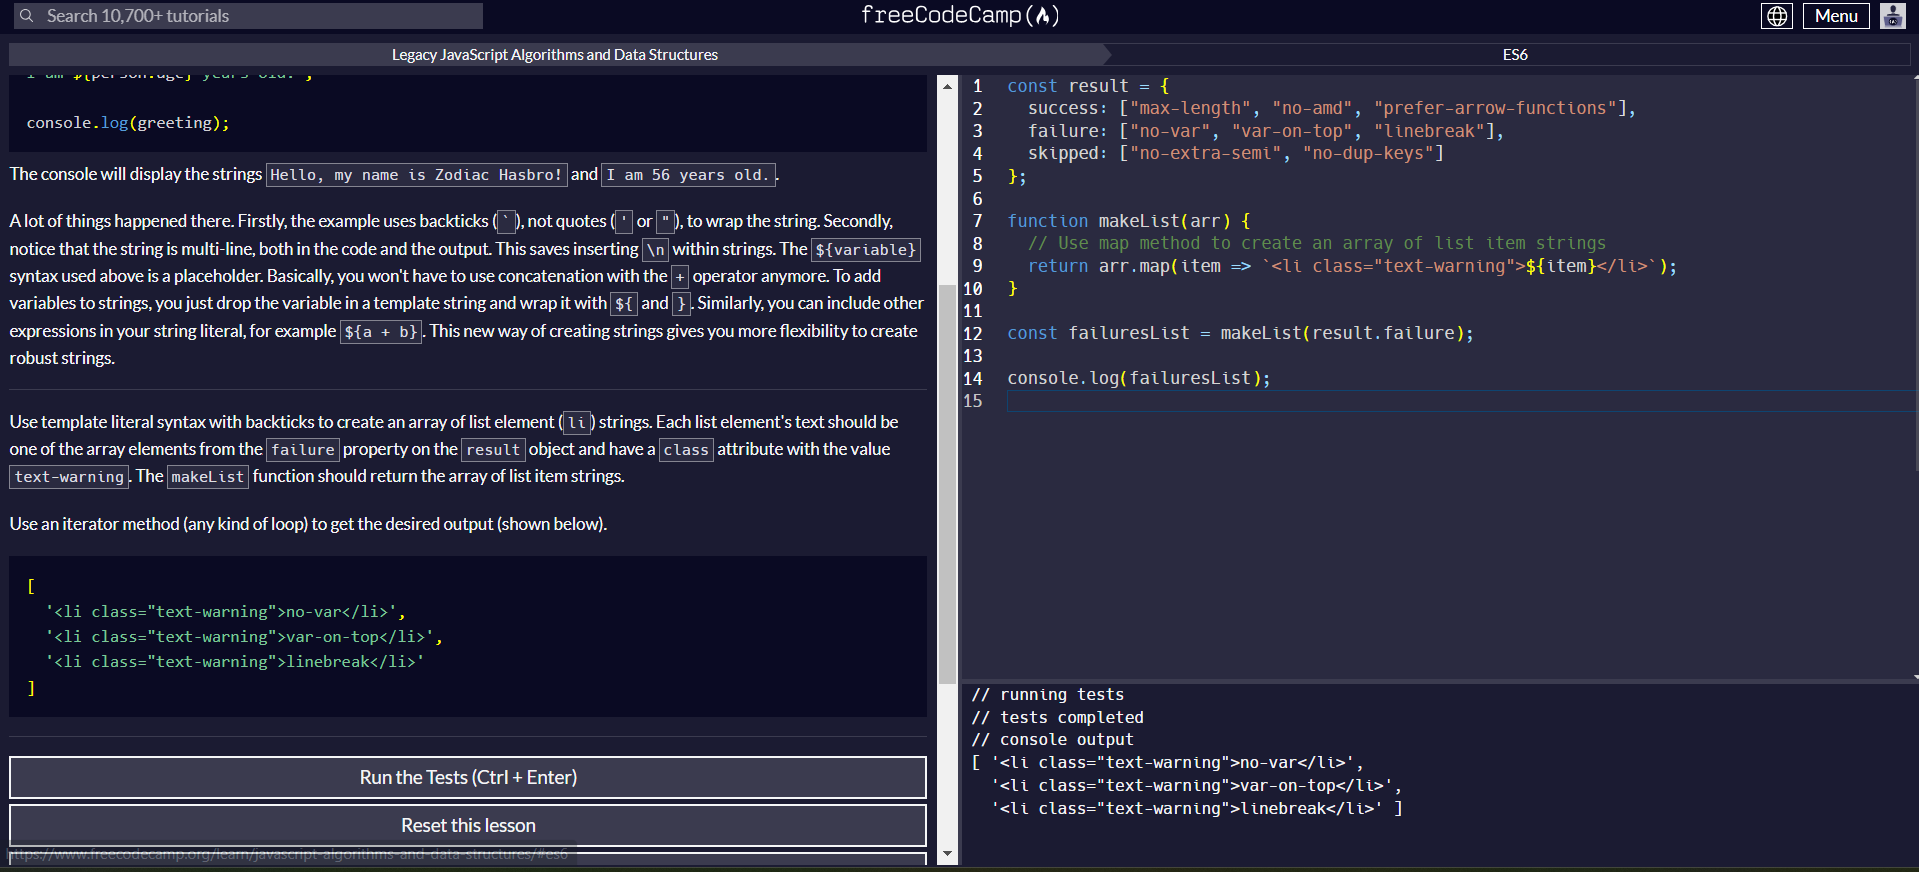 Search 10,700+ tutorials
freeCodeCamp
Menu
Legacy JavaScript Algorithms and Data Structures
ES6
I am ${person.age} years old.`;
console.log(greeting);
The console will display the strings Hello, my name is Zodiac Hasbro! and I am 56 years old..
A lot of things happened there. Firstly, the example uses backticks (`), not quotes (' or "), to wrap the string. Secondly,
notice that the string is multi-line, both in the code and the output. This saves inserting \n within strings. The ${variable}
syntax used above is a placeholder. Basically, you won't have to use concatenation with the + operator anymore. To add
variables to strings, you just drop the variable in a template string and wrap it with ${ and }. Similarly, you can include other
expressions in your string literal, for example ${a + b}. This new way of creating strings gives you more flexibility to create
robust strings.
Use template literal syntax with backticks to create an array of list element (li) strings. Each list element's text should be
one of the array elements from the failure property on the result object and have a class attribute with the value
text-warning. The makeList function should return the array of list item strings.
Use an iterator method (any kind of loop) to get the desired output (shown below).
[
'<li class="text-warning">no-var</li>',
'<li class="text-warning">var-on-top</li>',
'<li class="text-warning">linebreak</li>'
]
Run the Tests (Ctrl + Enter)
Reset this lesson
https://www.freecodecamp.org/learn/javascript-algorithms-and-data-structures/#es6
1 const result = {
2 success: ["max-length", "no-amd", "prefer-arrow-functions"],
3 failure: ["no-var", "var-on-top", "linebreak"],
4 skipped: ["no-extra-semi", "no-dup-keys"]
5 };
6
7 function makeList(arr) {
8 // Use map method to create an array of list item strings
9 return arr.map(item => `<li class="text-warning">${item}</li>`);
10 }
11
12 const failuresList = makeList(result.failure);
13
14 console.log(failuresList);
15
// running tests
// tests completed
// console output
[ '<li class="text-warning">no-var</li>',
'<li class="text-warning">var-on-top</li>',
'<li class="text-warning">linebreak</li>' ]